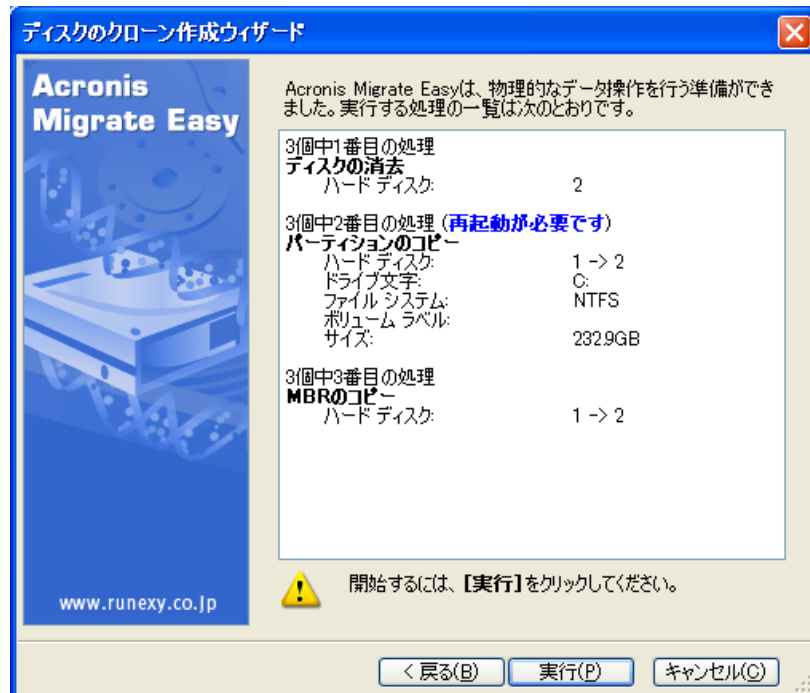 ディスクのクローン作成ウィザード
Acronis
Migrate Easy
Acronis Migrate Easyは、物理的なデータ操作を行う準備ができ
ました。実行する処理の一覧は次のとおりです。
3個中1番目の処理
ディスクの消去
ハード ディスク: 2
3個中2番目の処理 (再起動が必要です)
パーティションのコピー
ハード ディスク: 1 -> 2
ドライブ文字: C:
ファイル システム: NTFS
ボリューム ラベル:
サイズ: 232.9GB
3個中3番目の処理
MBRのコピー
ハード ディスク: 1 -> 2
開始するには、[実行]をクリックしてください。
www.runexy.co.jp
< 戻る(B) 実行(P) キャンセル(C)